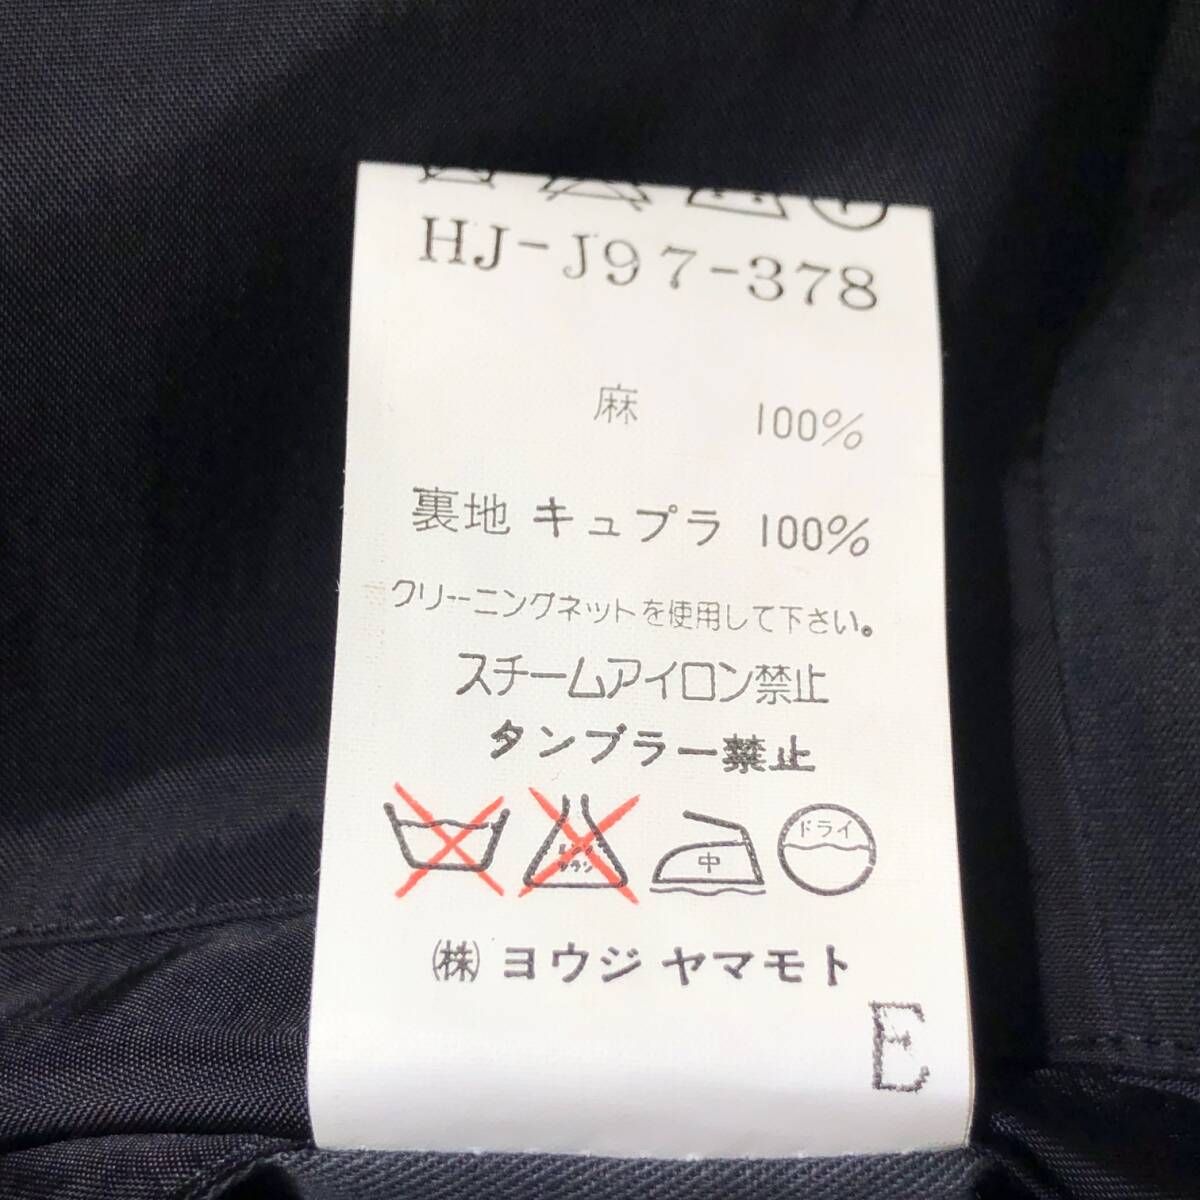 HJ-J97-378
麻 100%
裏地 キュプラ 100%
クリーニングネットを使用して下さい。
スチームアイロン禁止
タンブラー禁止
中 ドライ
㈱ ヨウジ ヤマモト
E